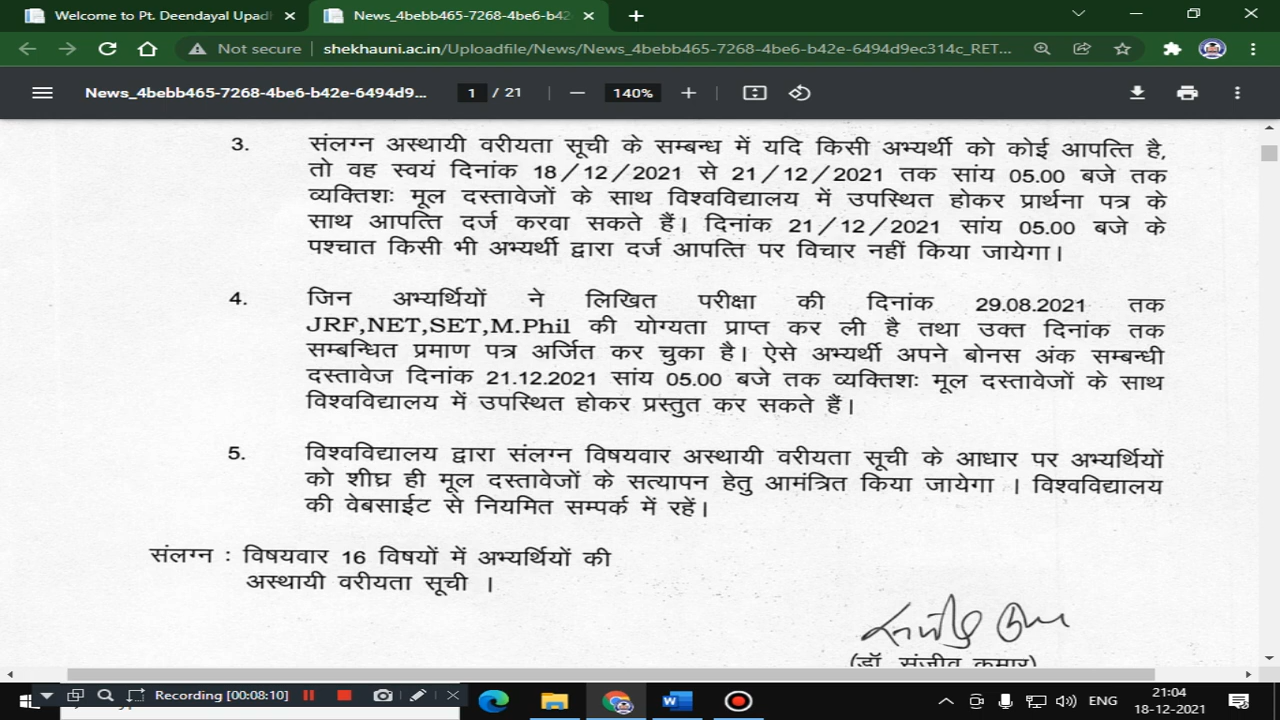 Welcome to Pt. Deendayal Upadh
News_4bebb465-7268-4be6-b42
Not secure shekhauni.ac.in/Uploadfile/News/News_4bebb465-7268-4be6-b42e-6494d9ec314c_RET...
News_4bebb465-7268-4be6-b42e-6494d9... 1 / 21 140%
3. संलग्न अस्थायी वरीयता सूची के सम्बन्ध में यदि किसी अभ्यर्थी को कोई आपत्ति है,
तो वह स्वयं दिनांक 18/12/2021 से 21/12/2021 तक सांय 05.00 बजे तक
व्यक्तिशः मूल दस्तावेजों के साथ विश्वविद्यालय में उपस्थित होकर प्रार्थना पत्र के
साथ आपत्ति दर्ज करवा सकते हैं। दिनांक 21/12/2021 सांय 05.00 बजे के
पश्चात किसी भी अभ्यर्थी द्वारा दर्ज आपत्ति पर विचार नहीं किया जायेगा।
4. जिन अभ्यर्थियों ने लिखित परीक्षा की दिनांक 29.08.2021 तक
JRF,NET,SET,M.Phil की योग्यता प्राप्त कर ली है तथा उक्त दिनांक तक
सम्बन्धित प्रमाण पत्र अर्जित कर चुका है। ऐसे अभ्यर्थी अपने बोनस अंक सम्बन्धी
दस्तावेज दिनांक 21.12.2021 सांय 05.00 बजे तक व्यक्तिशः मूल दस्तावेजों के साथ
विश्वविद्यालय में उपस्थित होकर प्रस्तुत कर सकते हैं।
5. विश्वविद्यालय द्वारा संलग्न विषयवार अस्थायी वरीयता सूची के आधार पर अभ्यर्थियों
को शीघ्र ही मूल दस्तावेजों के सत्यापन हेतु आमंत्रित किया जायेगा । विश्वविद्यालय
की वेबसाईट से नियमित सम्पर्क में रहें।
संलग्न : विषयवार 16 विषयों में अभ्यर्थियों की
अस्थायी वरीयता सूची ।
(डॉ. संजीव कुमार)
Recording [00:08:10]
ENG
21:04
18-12-2021